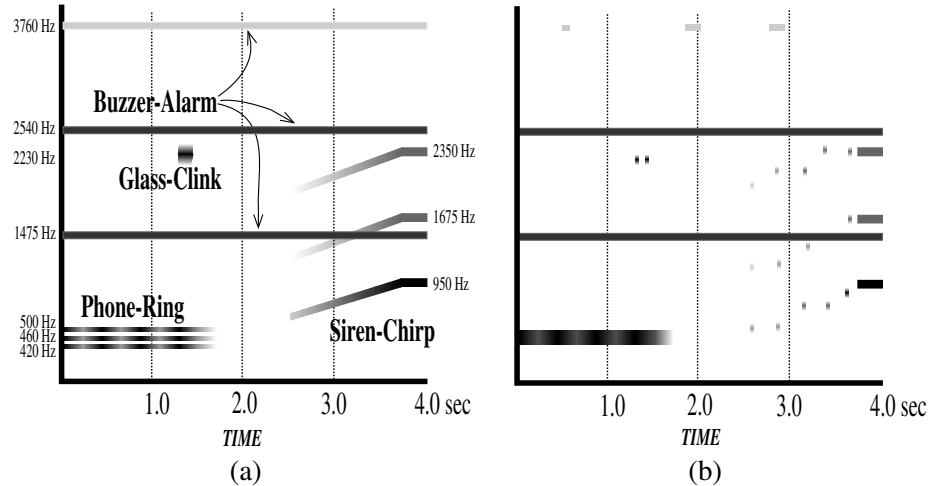 3760 Hz
Buzzer-Alarm
2540 Hz
2230 Hz
Glass-Clink
2350 Hz
1675 Hz
1475 Hz
950 Hz
Phone-Ring
500 Hz
460 Hz
420 Hz
Siren-Chirp
1.0 2.0 3.0 4.0 sec
TIME
(a)
1.0 2.0 3.0 4.0 sec
TIME
(b)